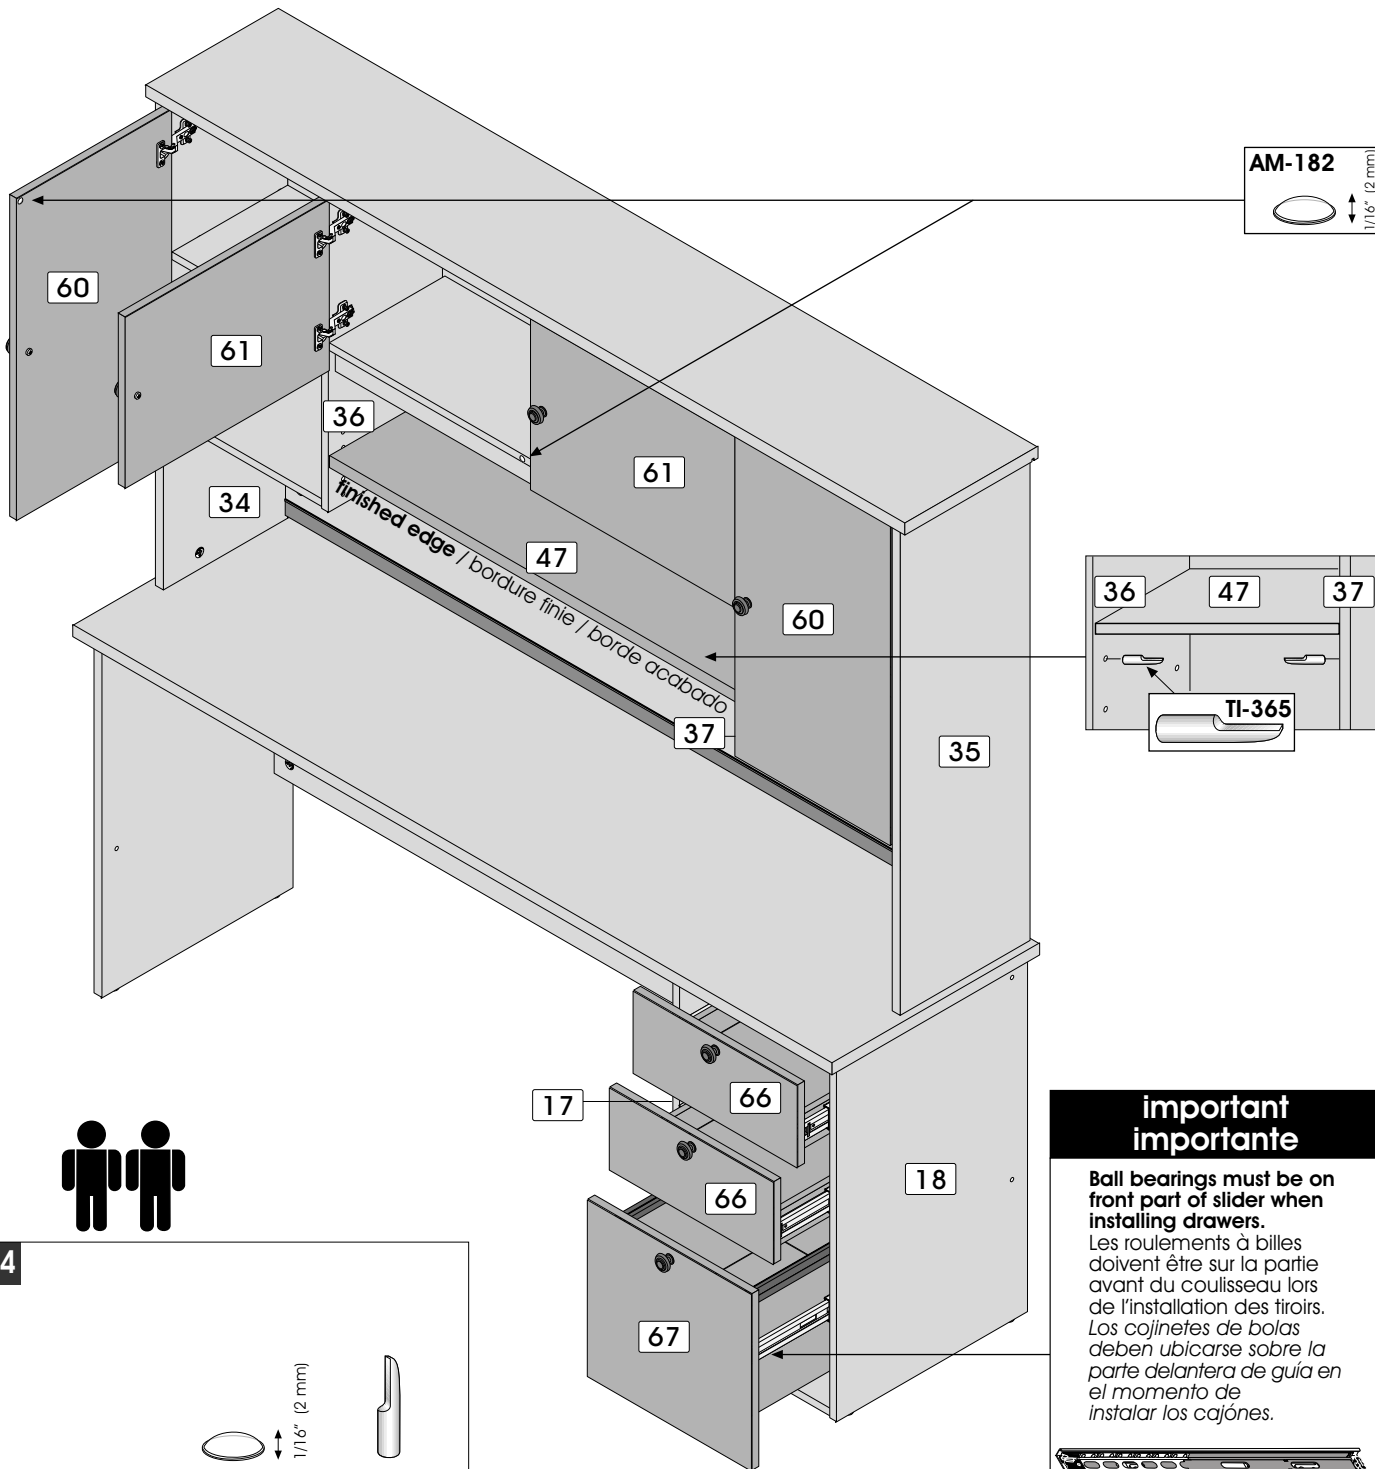 AM-182
1/16" (2 mm)
60
61
36
61
34
finished edge / bordure finie / borde acabado
47
60
36
47
37
TI-365
37
35
17
66
66
18
67
important
importante
Ball bearings must be on
front part of slider when
installing drawers.
Les roulements à billes
doivent être sur la partie
avant du coulisseau lors
de l'installation des tiroirs.
Los cojinetes de bolas
deben ubicarse sobre la
parte delantera de guía en
el momento de
instalar los cajónes.
4
1/16" (2 mm)